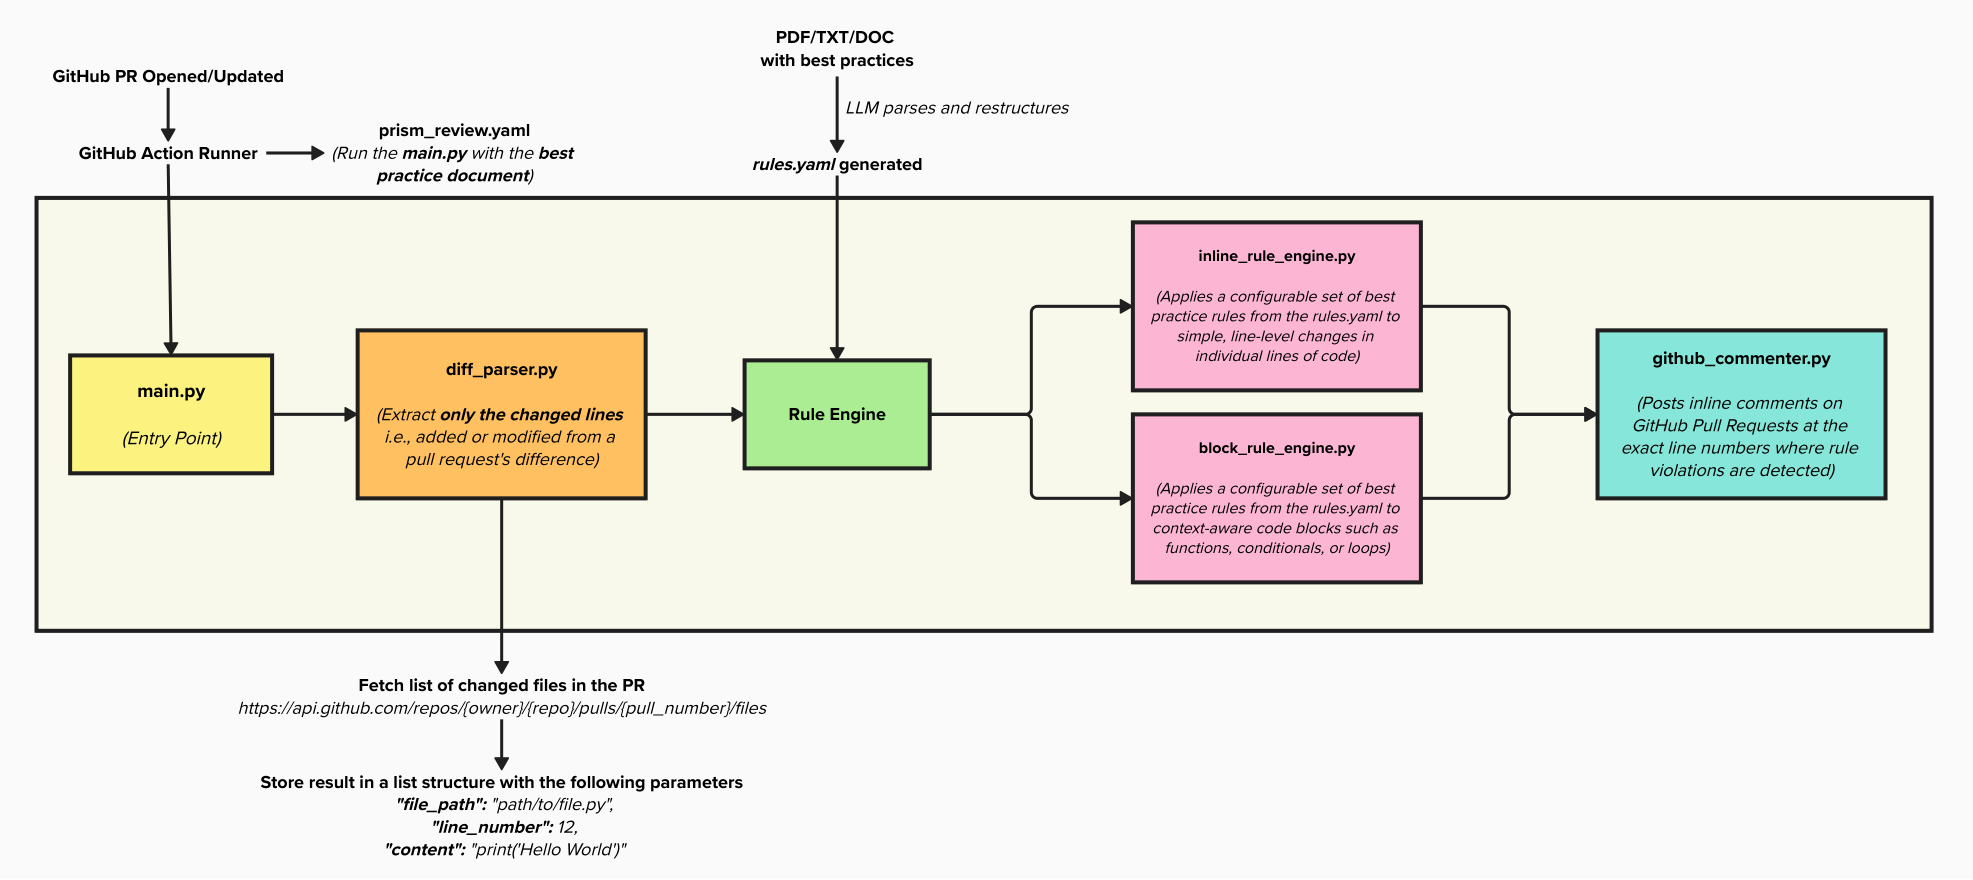 PDF/TXT/DOC
with best practices
GitHub PR Opened/Updated
LLM parses and restructures
GitHub Action Runner
prism_review.yaml
(Run the main.py with the best
practice document)
rules.yaml generated
main.py
(Entry Point)
diff_parser.py
(Extract only the changed lines
i.e., added or modified from a
pull request's difference)
Rule Engine
inline_rule_engine.py
(Applies a configurable set of best
practice rules from the rules.yaml to
simple, line-level changes in
individual lines of code)
block_rule_engine.py
(Applies a configurable set of best
practice rules from the rules.yaml to
context-aware code blocks such as
functions, conditionals, or loops)
github_commenter.py
(Posts inline comments on
GitHub Pull Requests at the
exact line numbers where rule
violations are detected)
Fetch list of changed files in the PR
https://api.github.com/repos/{owner}/{repo}/pulls/{pull_number}/files
Store result in a list structure with the following parameters
"file_path": "path/to/file.py",
"line_number": 12,
"content": "print('Hello World')"